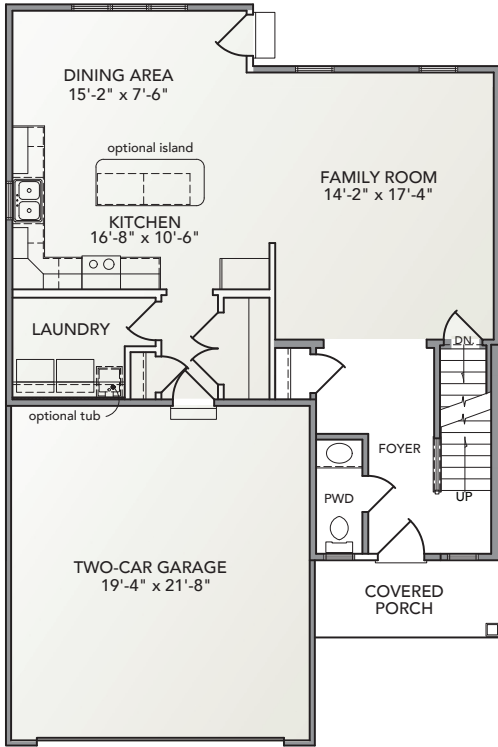 DINING AREA
15'-2" x 7'-6"
optional island
FAMILY ROOM
14'-2" x 17'-4"
KITCHEN
16'-8" x 10'-6"
LAUNDRY
DN
optional tub
FOYER
PWD
UP
TWO-CAR GARAGE
19'-4" x 21'-8"
COVERED
PORCH